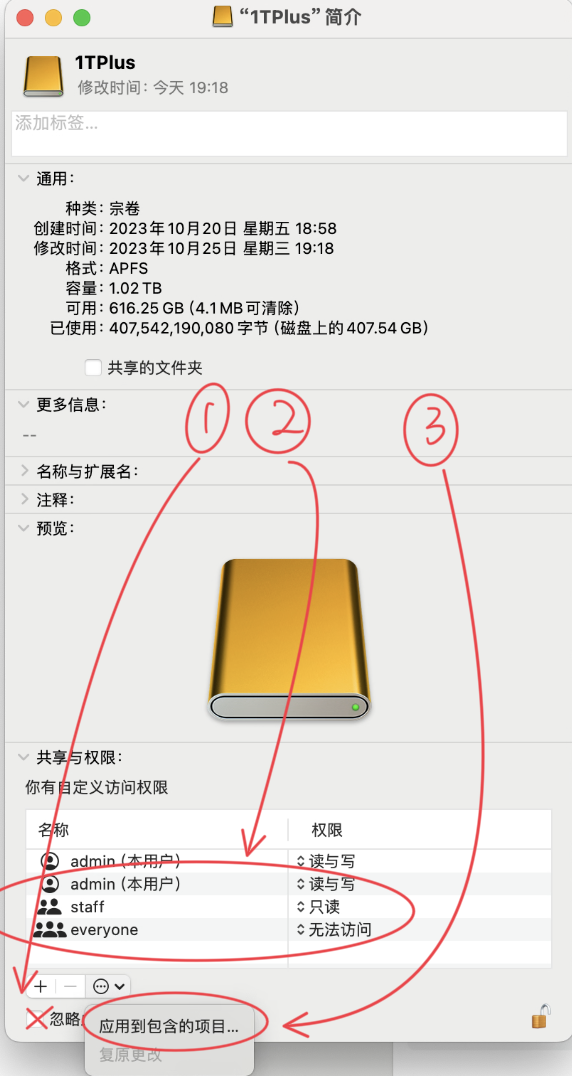 “1TPlus”简介
1TPlus
修改时间：今天 19:18
添加标签...
通用：
种类：宗卷
创建时间：2023年10月20日 星期五 18:58
修改时间：2023年10月25日 星期三 19:18
格式：APFS
容量：1.02 TB
可用：616.25 GB（4.1 MB可清除）
已使用：407,542,190,080 字节（磁盘上的407.54 GB）
共享的文件夹
更多信息：
1 2 3
--
名称与扩展名：
注释：
预览：
共享与权限：
你有自定义访问权限
名称 权限
admin（本用户） 读与写
admin（本用户） 读与写
staff 只读
everyone 无法访问
忽略
应用到包含的项目...
复原更改